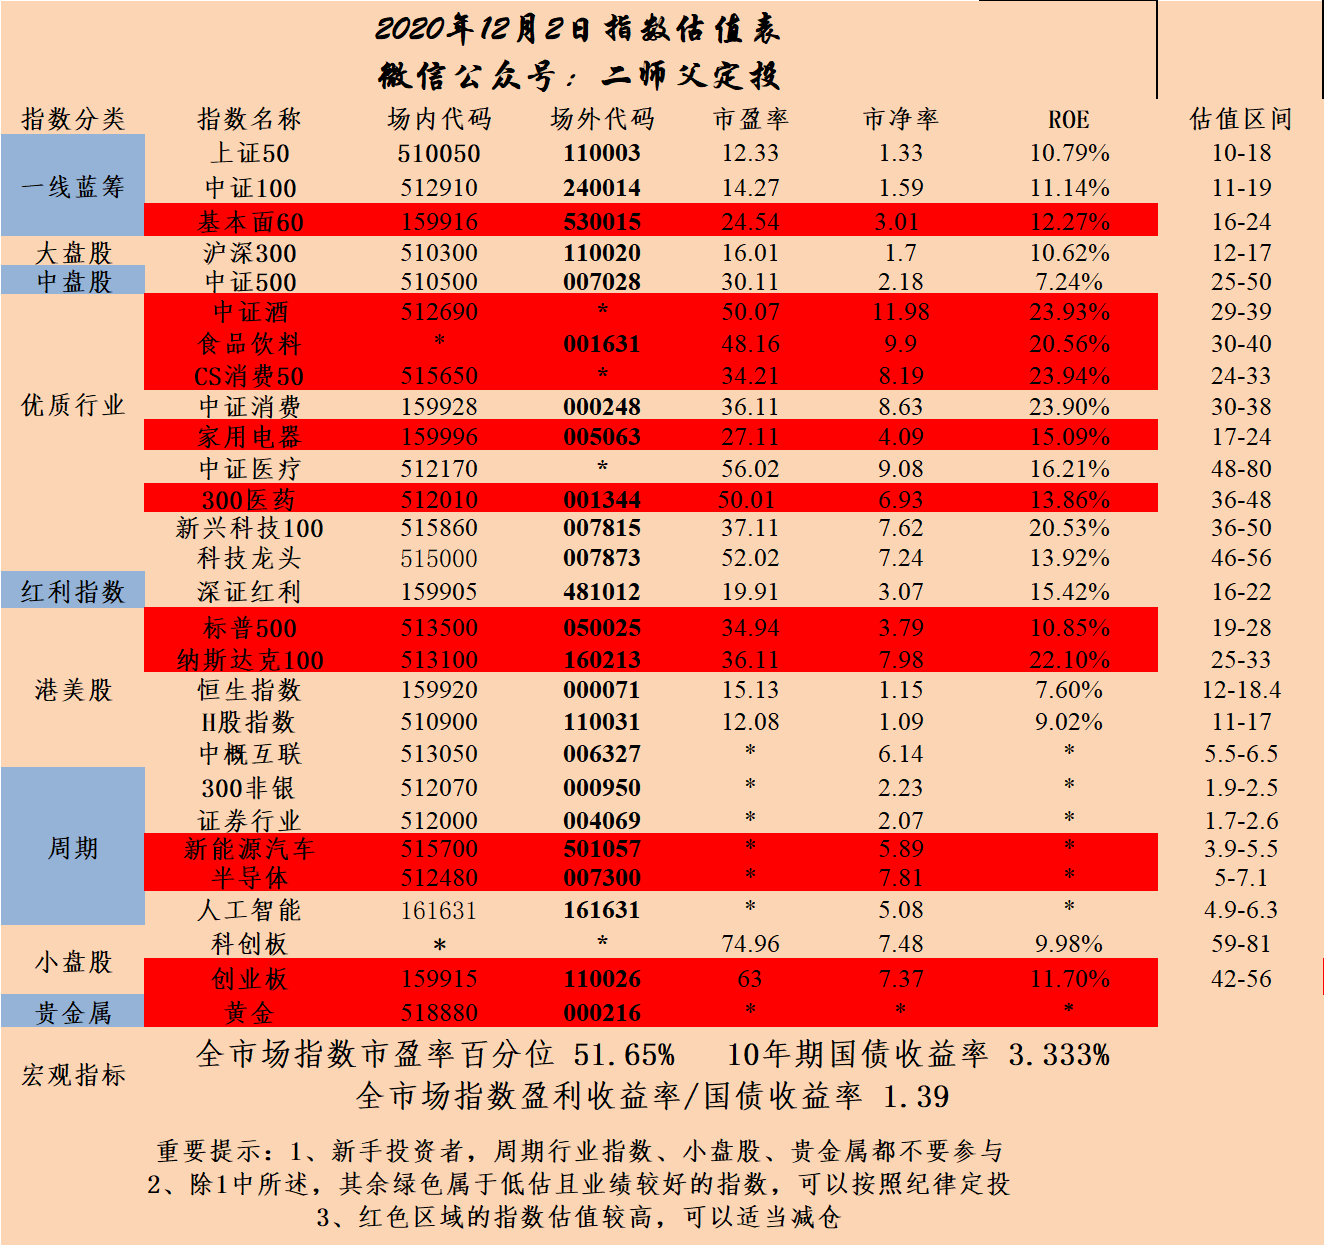 2020年12月2日指数估值表
微信公众号：二师父定投
指数分类 指数名称 场内代码 场外代码 市盈率 市净率 ROE 估值区间
一线蓝筹 上证50 510050 110003 12.33 1.33 10.79% 10-18
中证100 512910 240014 14.27 1.59 11.14% 11-19
基本面60 159916 530015 24.54 3.01 12.27% 16-24
大盘股 沪深300 510300 110020 16.01 1.7 10.62% 12-17
中盘股 中证500 510500 007028 30.11 2.18 7.24% 25-50
优质行业 中证酒 512690 * 50.07 11.98 23.93% 29-39
食品饮料 * 001631 48.16 9.9 20.56% 30-40
CS消费50 515650 * 34.21 8.19 23.94% 24-33
中证消费 159928 000248 36.11 8.63 23.90% 30-38
家用电器 159996 005063 27.11 4.09 15.09% 17-24
中证医疗 512170 * 56.02 9.08 16.21% 48-80
300医药 512010 001344 50.01 6.93 13.86% 36-48
新兴科技100 515860 007815 37.11 7.62 20.53% 36-50
科技龙头 515000 007873 52.02 7.24 13.92% 46-56
红利指数 深证红利 159905 481012 19.91 3.07 15.42% 16-22
港美股 标普500 513500 050025 34.94 3.79 10.85% 19-28
纳斯达克100 513100 160213 36.11 7.98 22.10% 25-33
恒生指数 159920 000071 15.13 1.15 7.60% 12-18.4
H股指数 510900 110031 12.08 1.09 9.02% 11-17
中概互联 513050 006327 * 6.14 * 5.5-6.5
周期 300非银 512070 000950 * 2.23 * 1.9-2.5
证券行业 512000 004069 * 2.07 * 1.7-2.6
新能源汽车 515700 501057 * 5.89 * 3.9-5.5
半导体 512480 007300 * 7.81 * 5-7.1
人工智能 161631 161631 * 5.08 * 4.9-6.3
小盘股 科创板 * * 74.96 7.48 9.98% 59-81
创业板 159915 110026 63 7.37 11.70% 42-56
贵金属 黄金 518880 000216 * * *
宏观指标 全市场指数市盈率百分位 51.65% 10年期国债收益率 3.333%
全市场指数盈利收益率/国债收益率 1.39
重要提示：1、新手投资者，周期行业指数、小盘股、贵金属都不要参与
2、除1中所述，其余绿色属于低估且业绩较好的指数，可以按照纪律定投
3、红色区域的指数估值较高，可以适当减仓